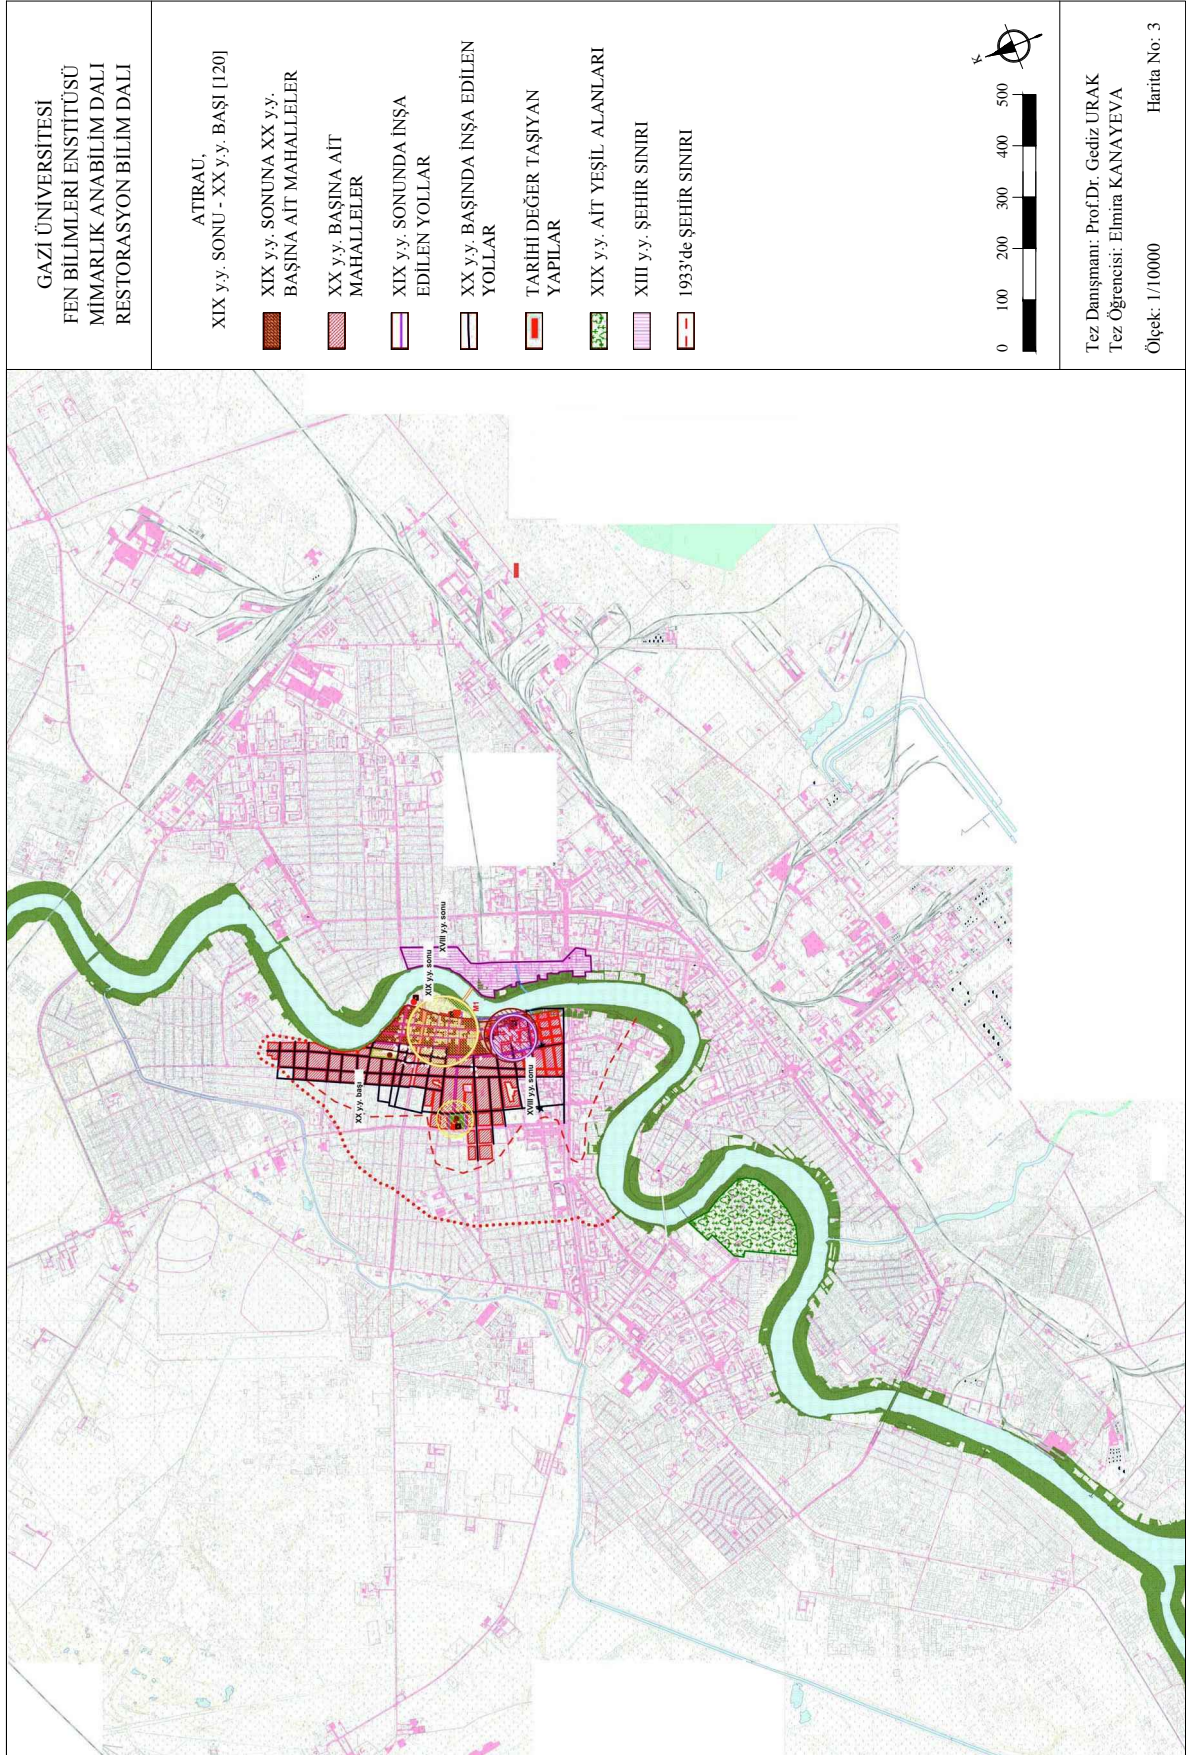 GAZİ ÜNİVERSİTESİ
FEN BİLİMLERİ ENSTİTÜSÜ
MİMARLIK ANABİLİM DALI
RESTORASYON BİLİM DALI
ATIRAU,
XIX y.y. SONU - XX y.y. BAŞI [120]
XIX y.y. SONUNA XX y.y.
BAŞINA AİT MAHALLELER
XX y.y. BAŞINA AİT
MAHALLELER
XIX y.y. SONUNDA İNŞA
EDİLEN YOLLAR
XX y.y. BAŞINDA İNŞA EDİLEN
YOLLAR
TARİHİ DEĞER TAŞIYAN
YAPILAR
XIX y.y. AİT YEŞİL ALANLARI
XIII y.y. ŞEHİR SINIRI
1933'de ŞEHİR SINIRI
K
0 100 200 300 400 500
Tez Danışmanı: Prof.Dr. Gediz URAK
Tez Öğrencisi: Elmira KANAYEVA
Ölçek: 1/10000 Harita No: 3
XVIII y.y. sonu
XIX y.y. sonu
M1
XX y.y. başı
XVIII y.y. sonu